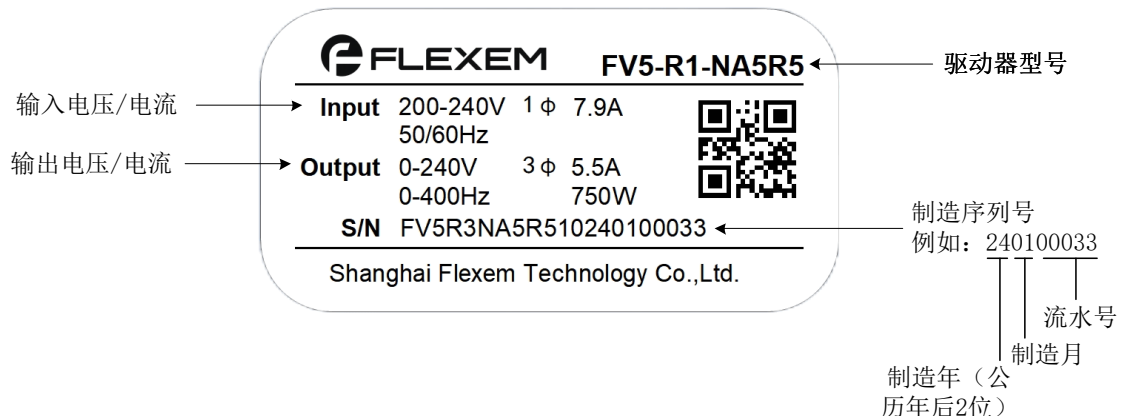 FLEXEM
FV5-R1-NA5R5
驱动器型号
输入电压/电流
Input 200-240V 1Φ 7.9A
50/60Hz
输出电压/电流
Output 0-240V 3Φ 5.5A
0-400Hz 750W
S/N FV5R3NA5R510240100033
制造序列号
例如：240100033
Shanghai Flexem Technology Co.,Ltd.
流水号
制造月
制造年（公
历年后2位）